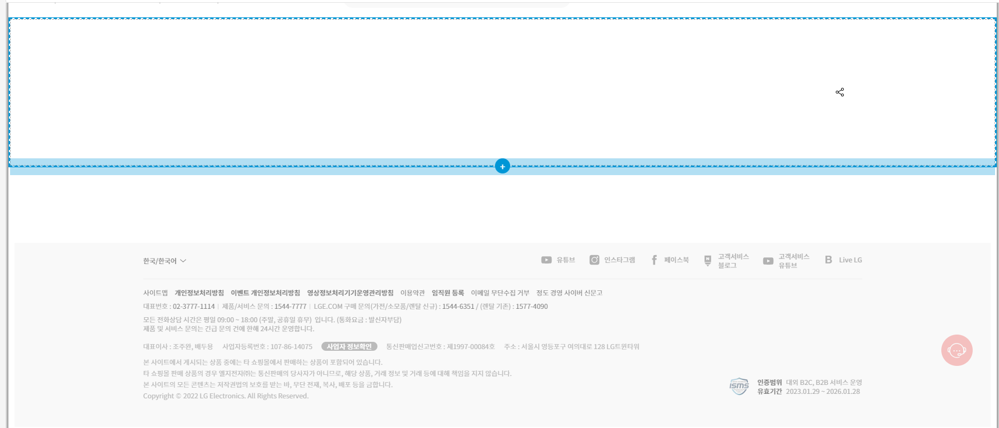 한국/한국어
유튜브
인스타그램
페이스북
고객서비스
블로그
고객서비스
유튜브
Live LG
사이트맵 개인정보처리방침 이벤트 개인정보처리방침 영상정보처리기기운영관리방침 이용약관 임직원 등록 이메일 무단수집 거부 정도 경영 사이버 신문고
대표번호 : 02-3777-1114 제품/서비스 문의 : 1544-7777 LGE.COM 구매 문의(가전/소모품/렌탈 신규) : 1544-6351 / (렌탈 기존) : 1577-4090
모든 전화상담 시간은 평일 09:00 ~ 18:00 (주말, 공휴일 휴무) 입니다. (통화요금 : 발신자부담)
제품 및 서비스 문의는 긴급 문의 건에 한해 24시간 운영합니다.
대표이사 : 조주완, 배두용 사업자등록번호 : 107-86-14075 사업자 정보확인 통신판매업신고번호 : 제1997-00084호 주소 : 서울시 영등포구 여의대로 128 LG트윈타워
본 사이트에서 게시되는 상품 중에는 타 쇼핑몰에서 판매하는 상품이 포함되어 있습니다.
타 쇼핑몰 판매 상품의 경우 엘지전자㈜는 통신판매의 당사자가 아니므로, 해당 상품, 거래 정보 및 거래 등에 대해 책임을 지지 않습니다.
본 사이트의 모든 콘텐츠는 저작권법의 보호를 받는 바, 무단 전재, 복사, 배포 등을 금합니다.
Copyright © 2022 LG Electronics. All Rights Reserved.
ISMS
인증범위 대외 B2C, B2B 서비스 운영
유효기간 2023.01.29 ~ 2026.01.28